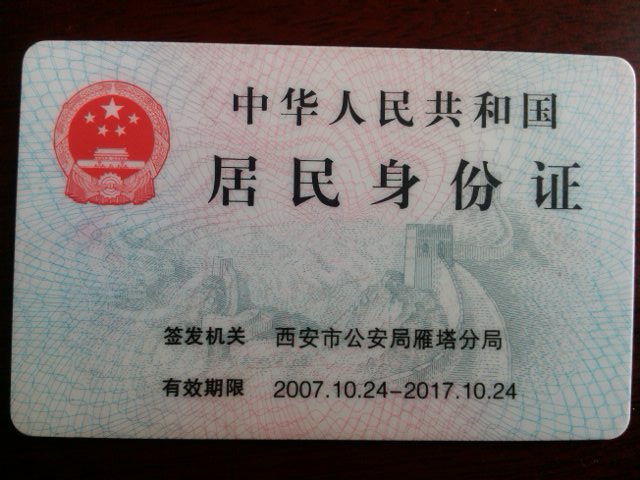 中华人民共和国
居民身份证
签发机关 西安市公安局雁塔分局
有效期限 2007.10.24-2017.10.24